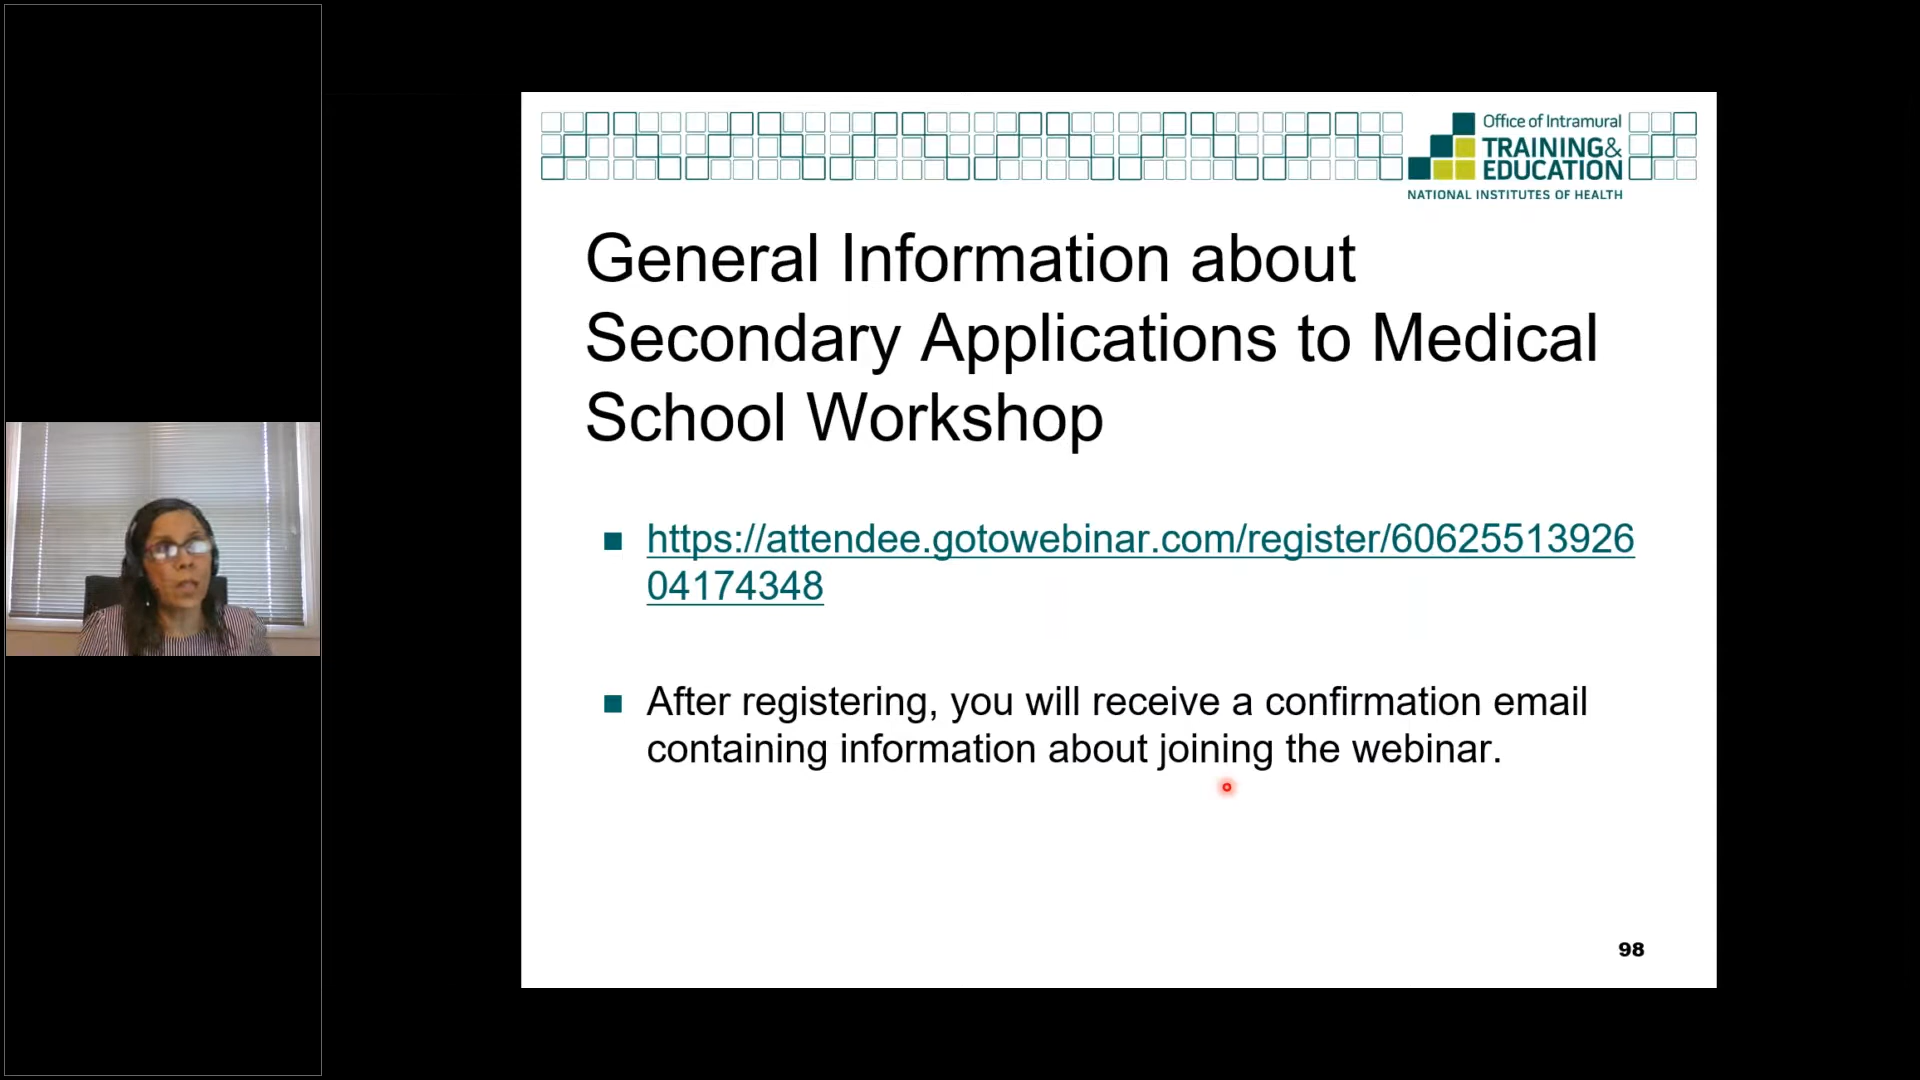 Office of Intramural
TRAINING&
EDUCATION
NATIONAL INSTITUTES OF HEALTH
General Information about
Secondary Applications to Medical
School Workshop
https://attendee.gotowebinar.com/register/60625513926
04174348
After registering, you will receive a confirmation email
containing information about joining the webinar.
98